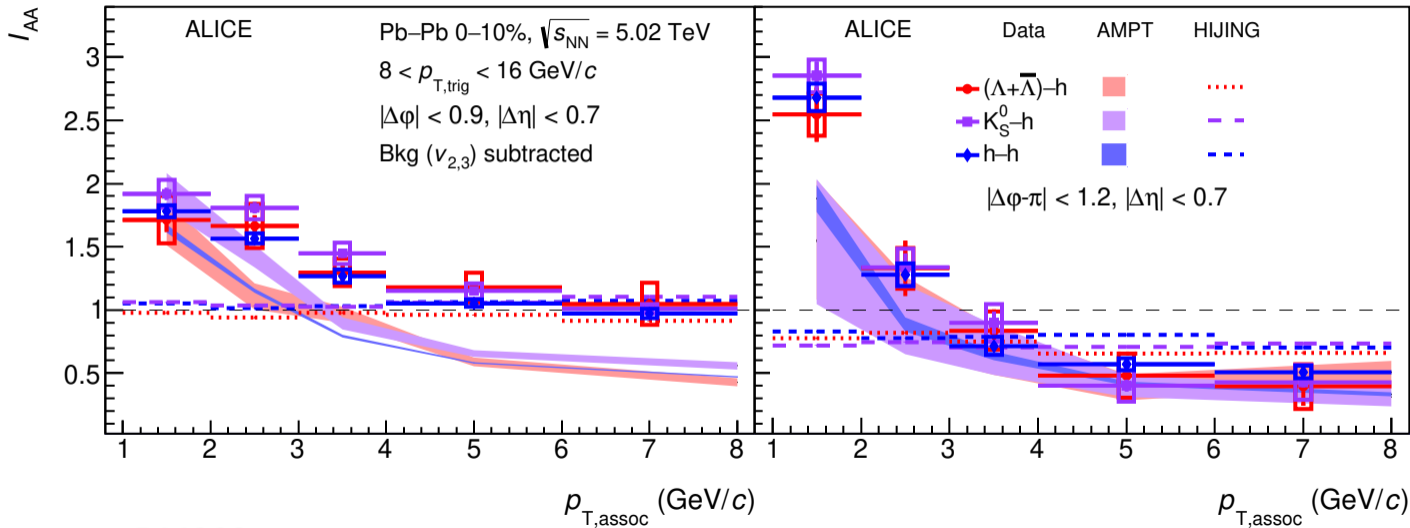 I_AA
ALICE
Pb–Pb 0–10%, √s_NN = 5.02 TeV
8 < p_T,trig < 16 GeV/c
|Δφ| < 0.9, |Δη| < 0.7
Bkg (v_2,3) subtracted
3
2.5
2
1.5
1
0.5
1 2 3 4 5 6 7 8
p_T,assoc (GeV/c)
ALICE Data AMPT HIJING
(Λ+Λ̅)–h
K⁰_S–h
h–h
|Δφ-π| < 1.2, |Δη| < 0.7
1 2 3 4 5 6 7 8
p_T,assoc (GeV/c)